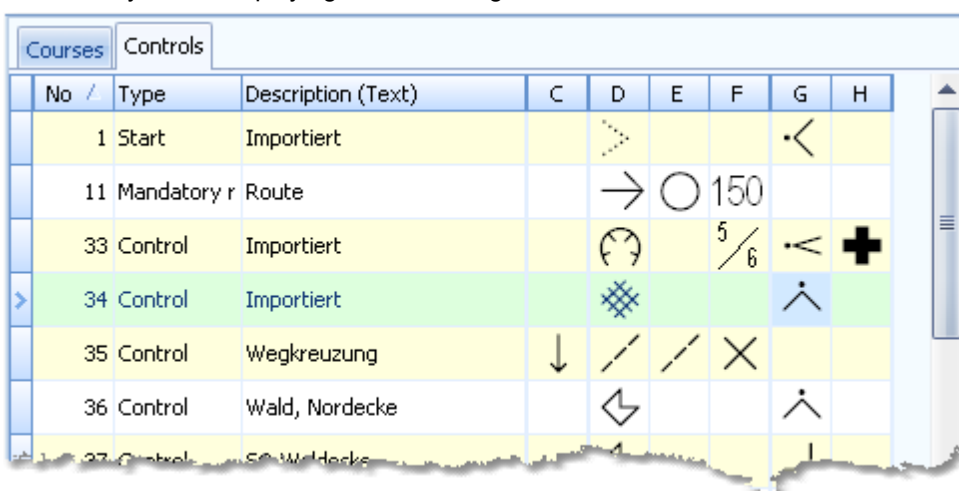 Courses Controls
No Type Description (Text) C D E F G H
1 Start Importiert
11 Mandatory r Route 150
33 Control Importiert 5/6
34 Control Importiert
35 Control Wegkreuzung
36 Control Wald, Nordecke